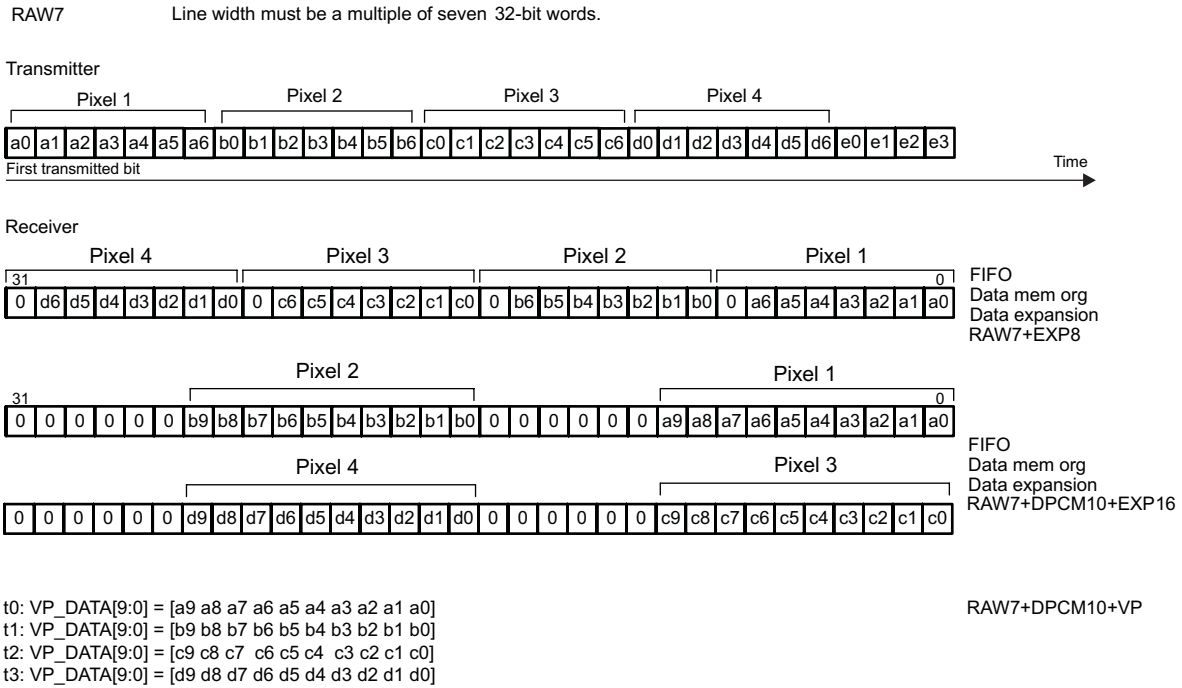 RAW7 Line width must be a multiple of seven 32-bit words.
Transmitter
Pixel 1 Pixel 2 Pixel 3 Pixel 4
a0 a1 a2 a3 a4 a5 a6 b0 b1 b2 b3 b4 b5 b6 c0 c1 c2 c3 c4 c5 c6 d0 d1 d2 d3 d4 d5 d6 e0 e1 e2 e3
First transmitted bit Time
Receiver
Pixel 4 Pixel 3 Pixel 2 Pixel 1
31 0
0 d6 d5 d4 d3 d2 d1 d0 0 c6 c5 c4 c3 c2 c1 c0 0 b6 b5 b4 b3 b2 b1 b0 0 a6 a5 a4 a3 a2 a1 a0
FIFO
Data mem org
Data expansion
RAW7+EXP8
Pixel 2 Pixel 1
31 0
0 0 0 0 0 0 b9 b8 b7 b6 b5 b4 b3 b2 b1 b0 0 0 0 0 0 0 a9 a8 a7 a6 a5 a4 a3 a2 a1 a0
Pixel 4 Pixel 3
0 0 0 0 0 0 d9 d8 d7 d6 d5 d4 d3 d2 d1 d0 0 0 0 0 0 0 c9 c8 c7 c6 c5 c4 c3 c2 c1 c0
FIFO
Data mem org
Data expansion
RAW7+DPCM10+EXP16
t0: VP_DATA[9:0] = [a9 a8 a7 a6 a5 a4 a3 a2 a1 a0] RAW7+DPCM10+VP
t1: VP_DATA[9:0] = [b9 b8 b7 b6 b5 b4 b3 b2 b1 b0]
t2: VP_DATA[9:0] = [c9 c8 c7 c6 c5 c4 c3 c2 c1 c0]
t3: VP_DATA[9:0] = [d9 d8 d7 d6 d5 d4 d3 d2 d1 d0]